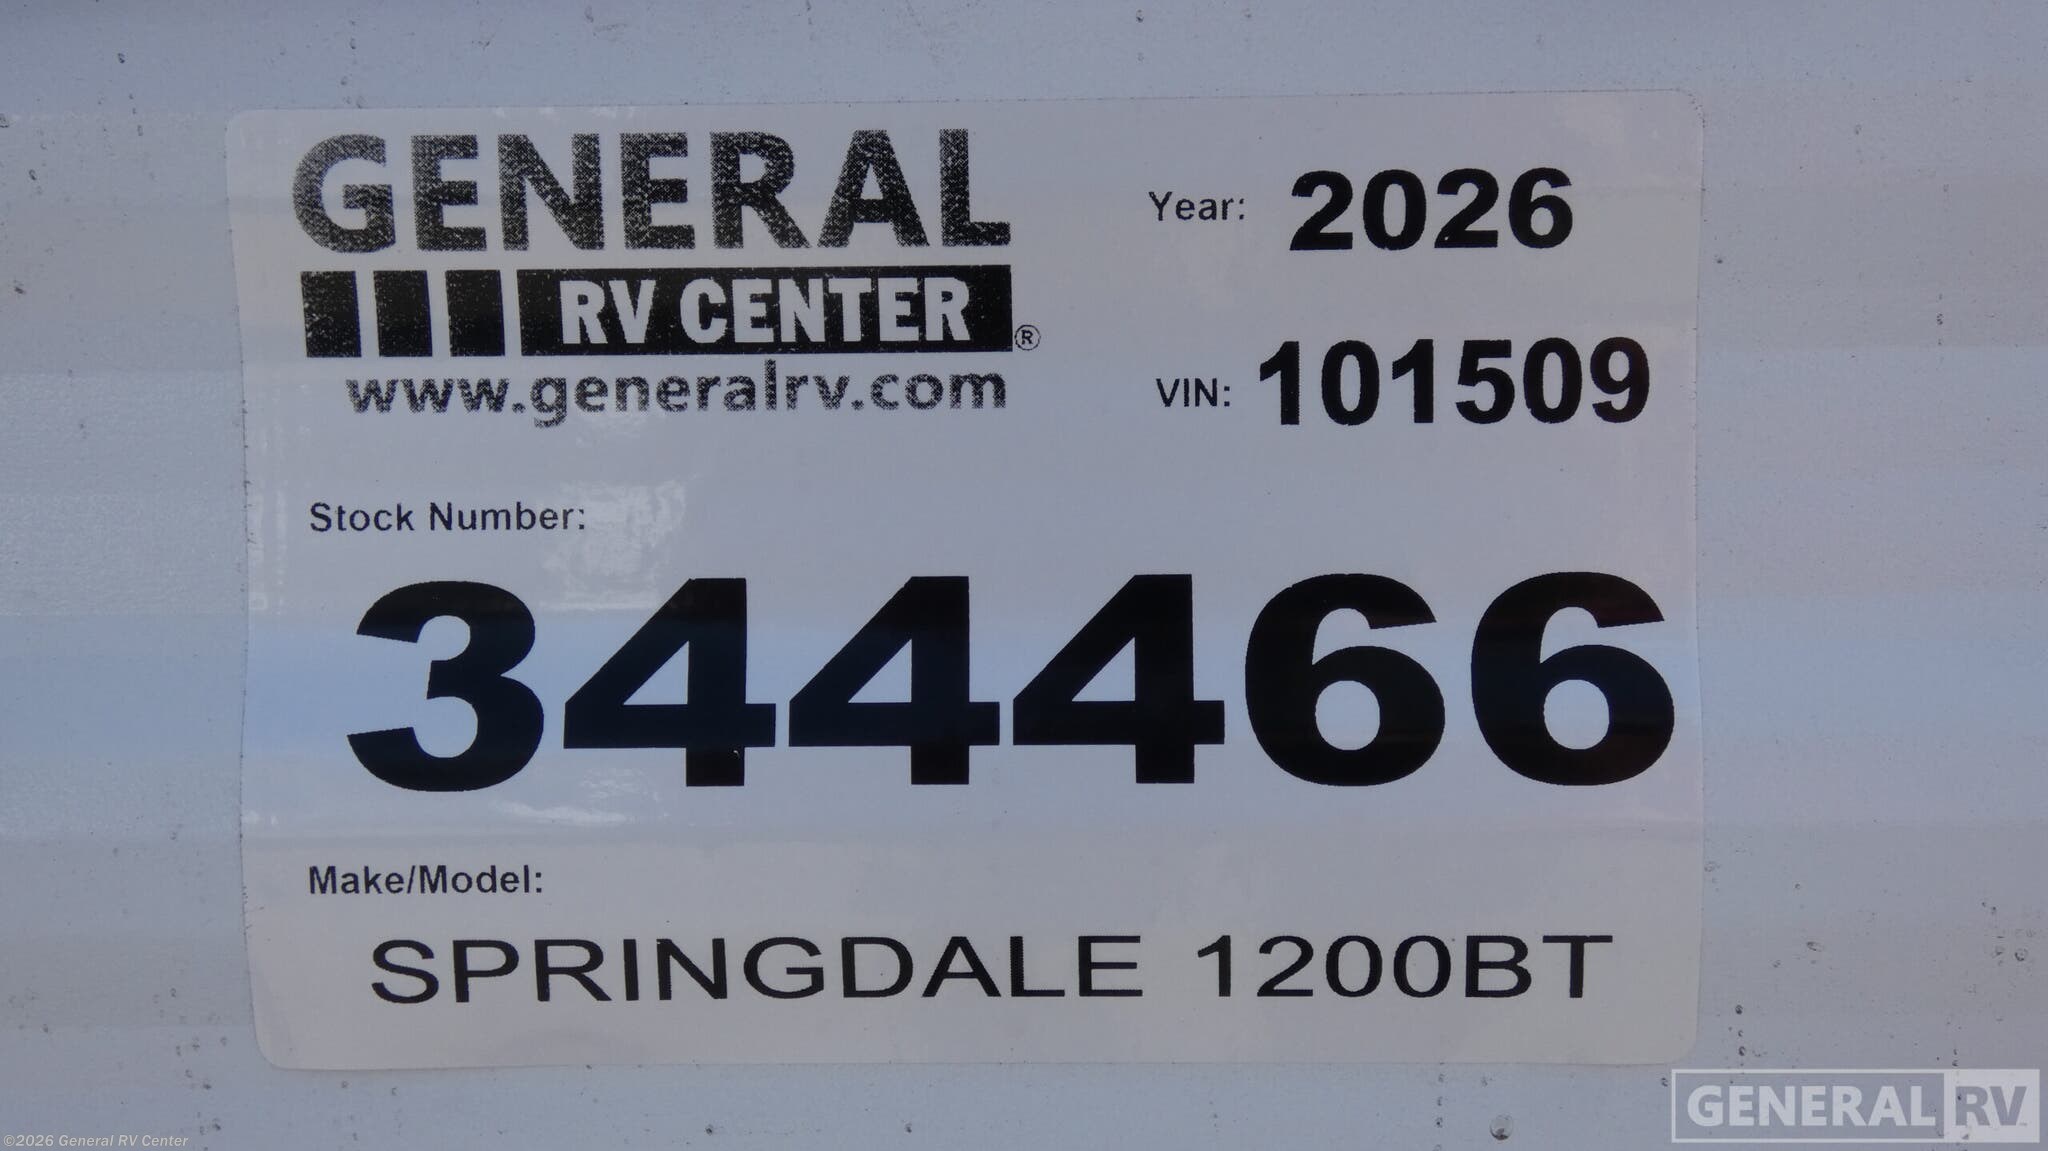 GENERAL
RV CENTER®
www.generalrv.com
Year: 2026
VIN: 101509
Stock Number:
344466
Make/Model:
SPRINGDALE 1200BT
GENERAL RV
©2026 General RV Center